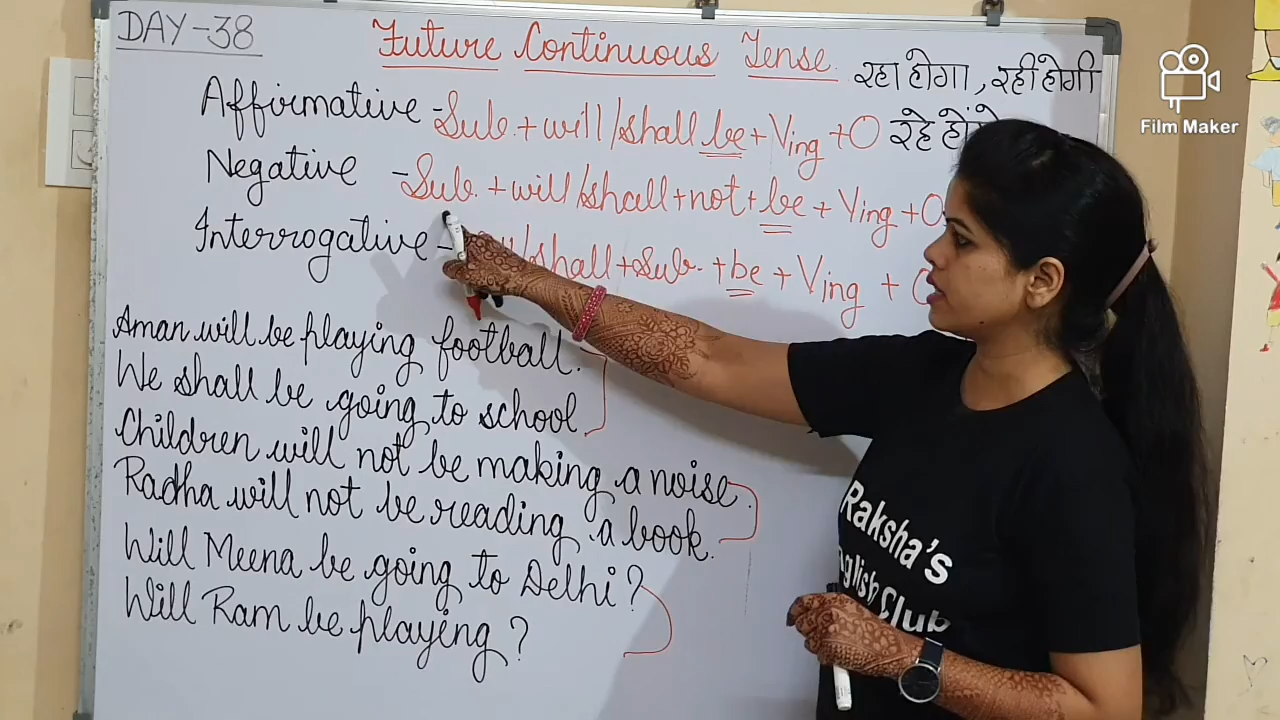 DAY-38
Future Continuous Tense रहा होगा, रही होगी
Affirmative - Sub. + will/shall be + Ving + O रहे
Negative - Sub. + will/shall + not + be + Ving + O
Interrogative - /shall + Sub. + be + Ving +
Aman will be playing football.
We shall be going to school
Children will not be making a noise.
Radha will not be reading a book.
Will Meena be going to Delhi?
Will Ram be playing?
Film Maker
Raksha's
English Club